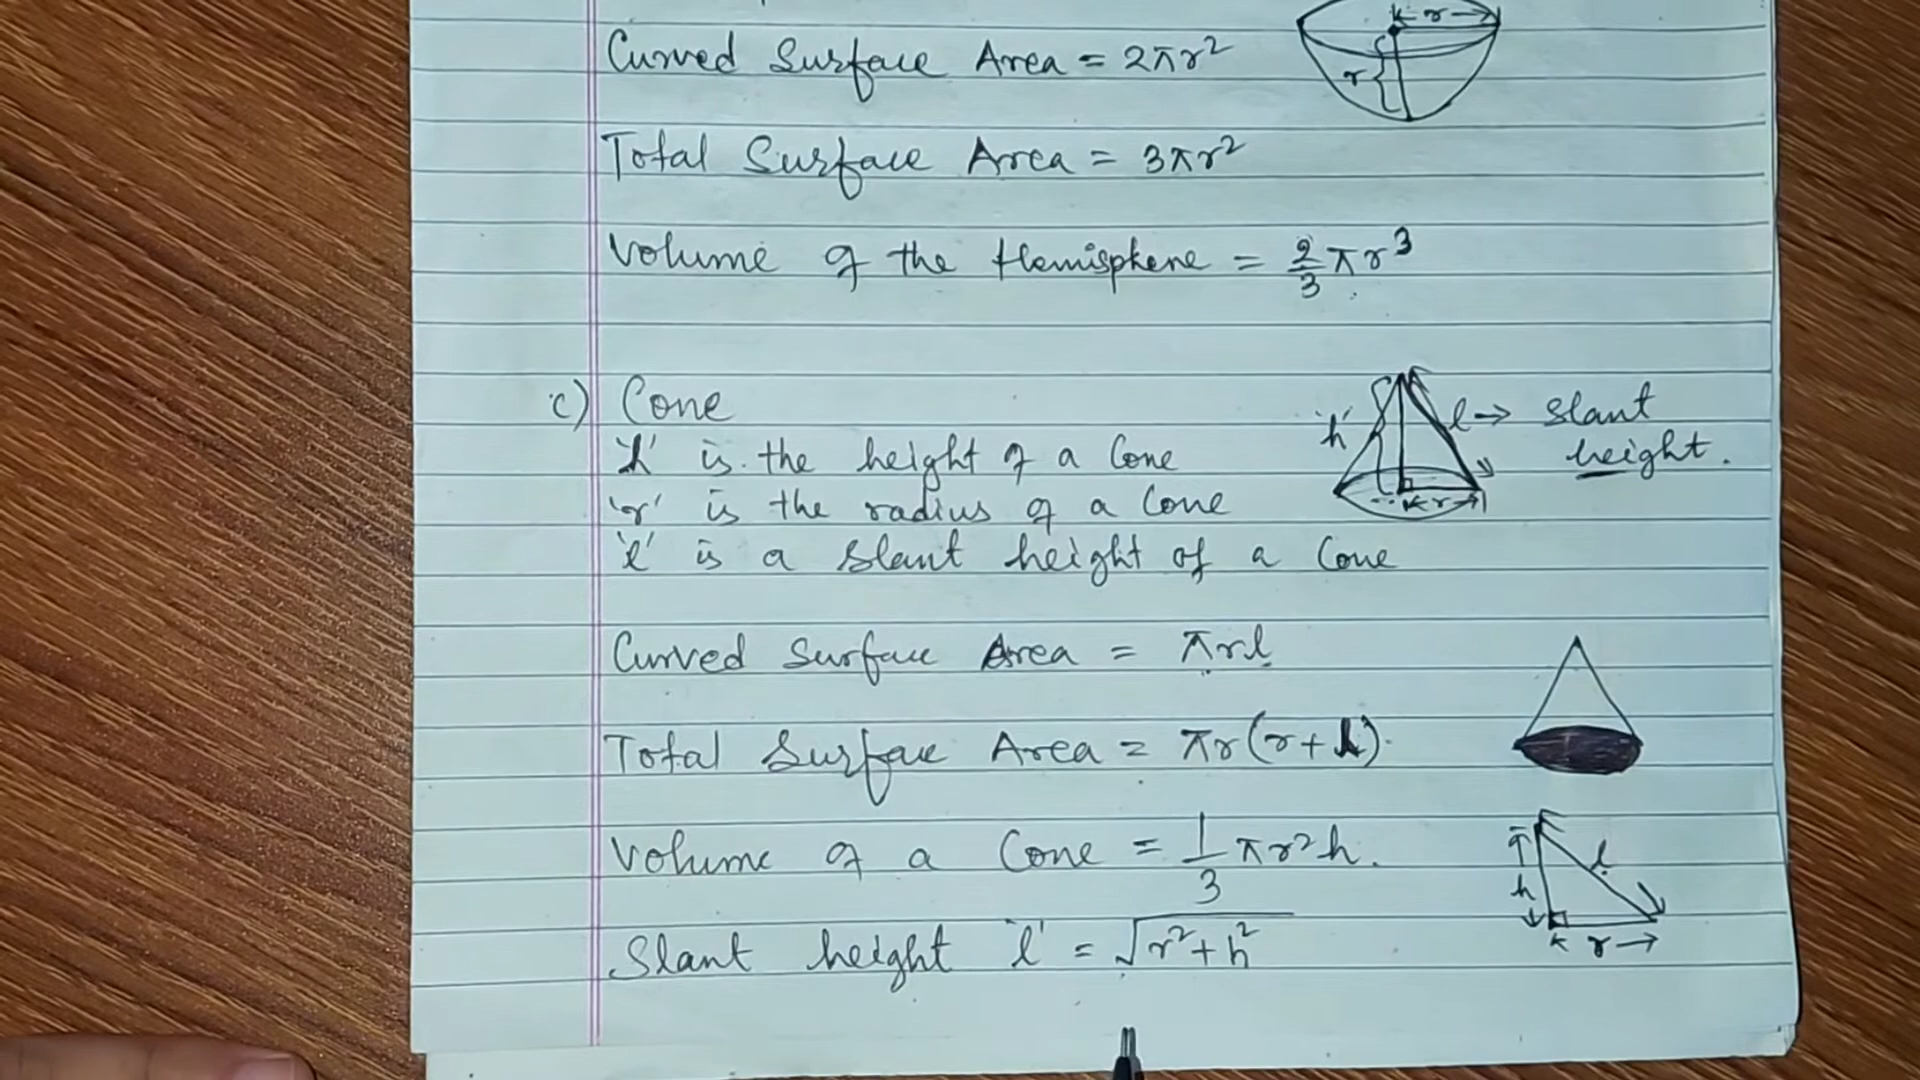 r
Curved Surface Area = 2πr²
r
Total Surface Area = 3πr²
Volume of the Hemisphere = 2/3 πr³
c) Cone
'h' is the height of a Cone
'r' is the radius of a Cone
'l' is a slant height of a Cone
'h'
l → slant
height.
r
Curved Surface Area = πrl
Total Surface Area = πr(r+l).
Volume of a Cone = 1/3 πr²h.
Slant height 'l' = √r²+h²
h
l
r